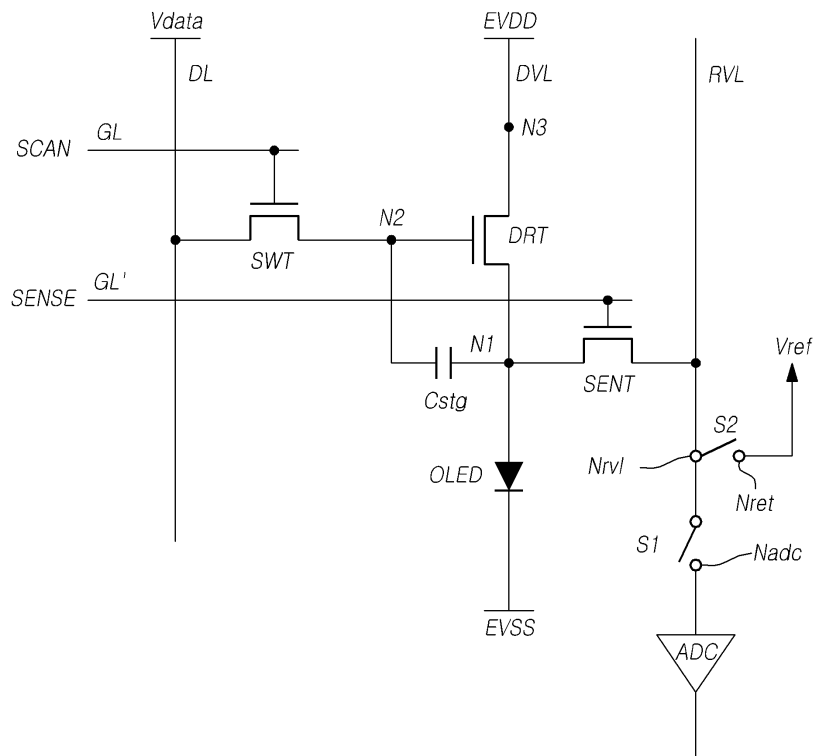 Vdata
EVDD
DL
DVL
RVL
GL
N3
SCAN
N2
DRT
SWT
GL'
SENSE
N1
Vref
SENT
Cstg
S2
OLED
Nrvl
Nret
S1
Nadc
EVSS
ADC